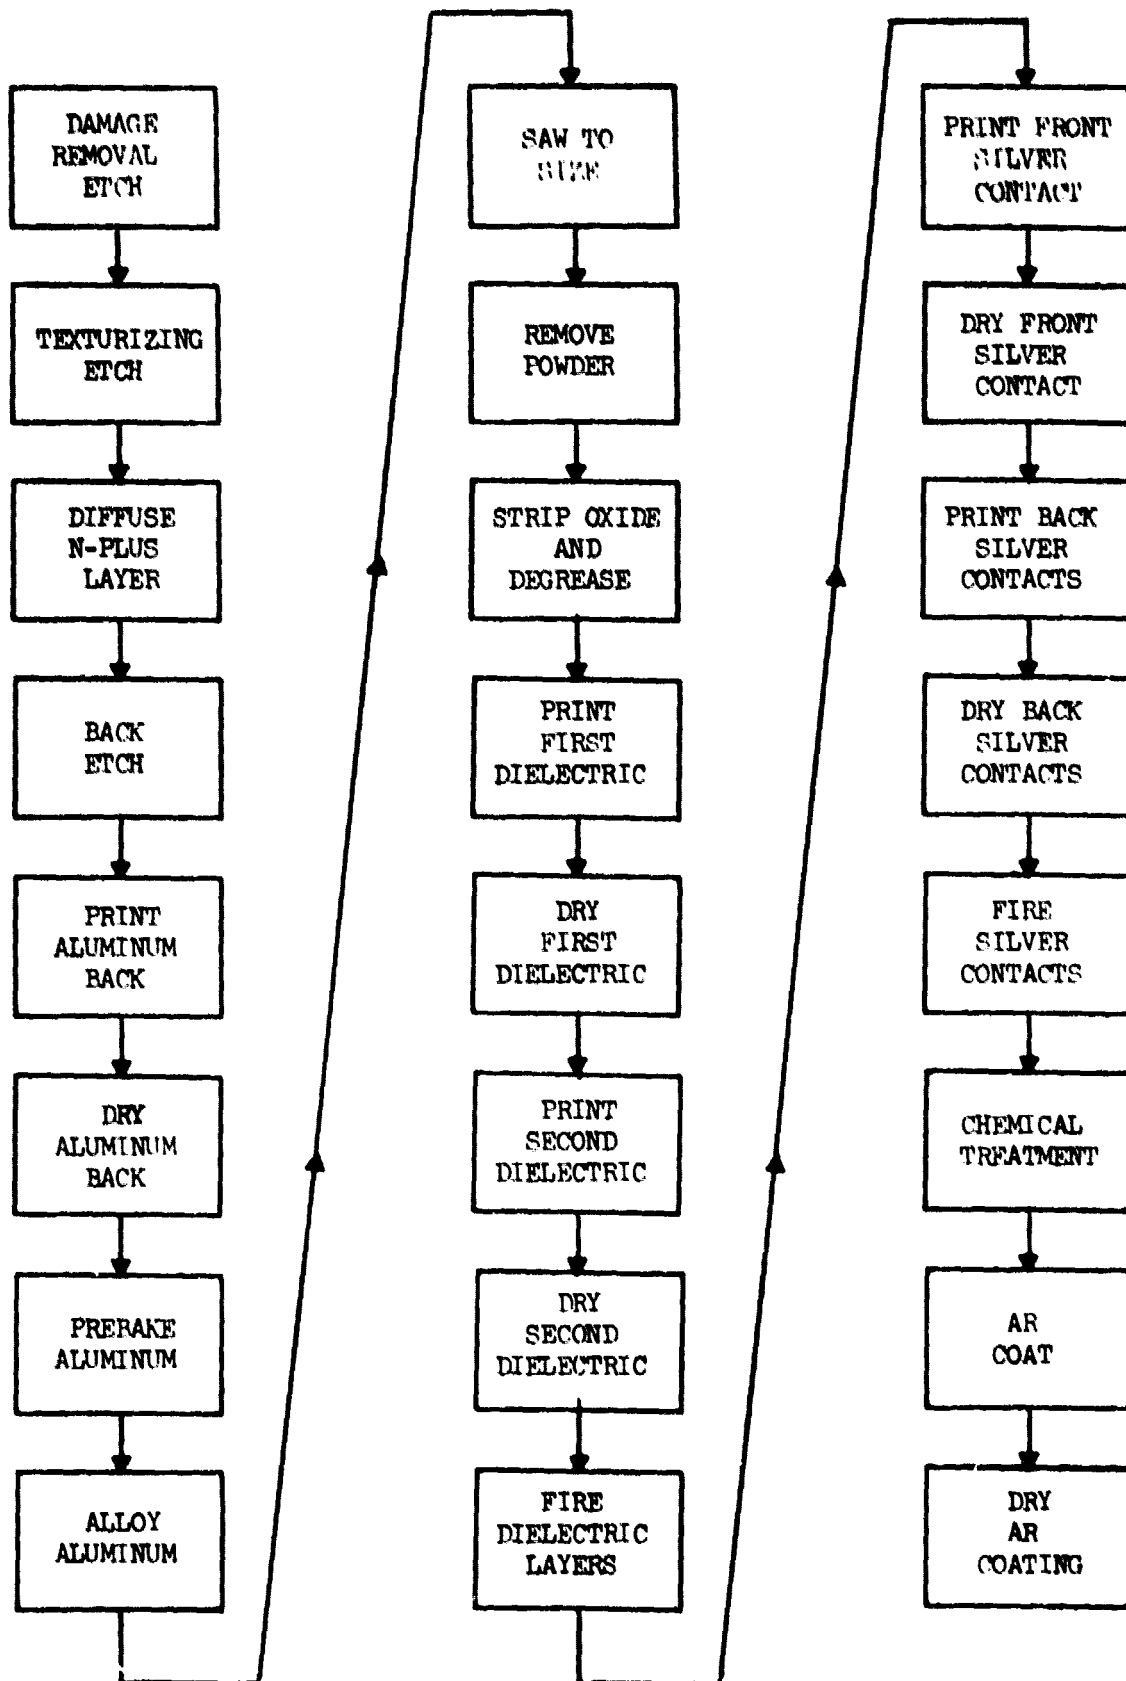 DAMAGE
REMOVAL
ETCH
TEXTURIZING
ETCH
DIFFUSE
N-PLUS
LAYER
BACK
ETCH
PRINT
ALUMINUM
BACK
DRY
ALUMINUM
BACK
PREBAKE
ALUMINUM
ALLOY
ALUMINUM
SAW TO
SIZE
REMOVE
POWDER
STRIP OXIDE
AND
DEGREASE
PRINT
FIRST
DIELECTRIC
DRY
FIRST
DIELECTRIC
PRINT
SECOND
DIELECTRIC
DRY
SECOND
DIELECTRIC
FIRE
DIELECTRIC
LAYERS
PRINT FRONT
SILVER
CONTACT
DRY FRONT
SILVER
CONTACT
PRINT BACK
SILVER
CONTACTS
DRY BACK
SILVER
CONTACTS
FIRE
SILVER
CONTACTS
CHEMICAL
TREATMENT
AR
COAT
DRY
AR
COATING